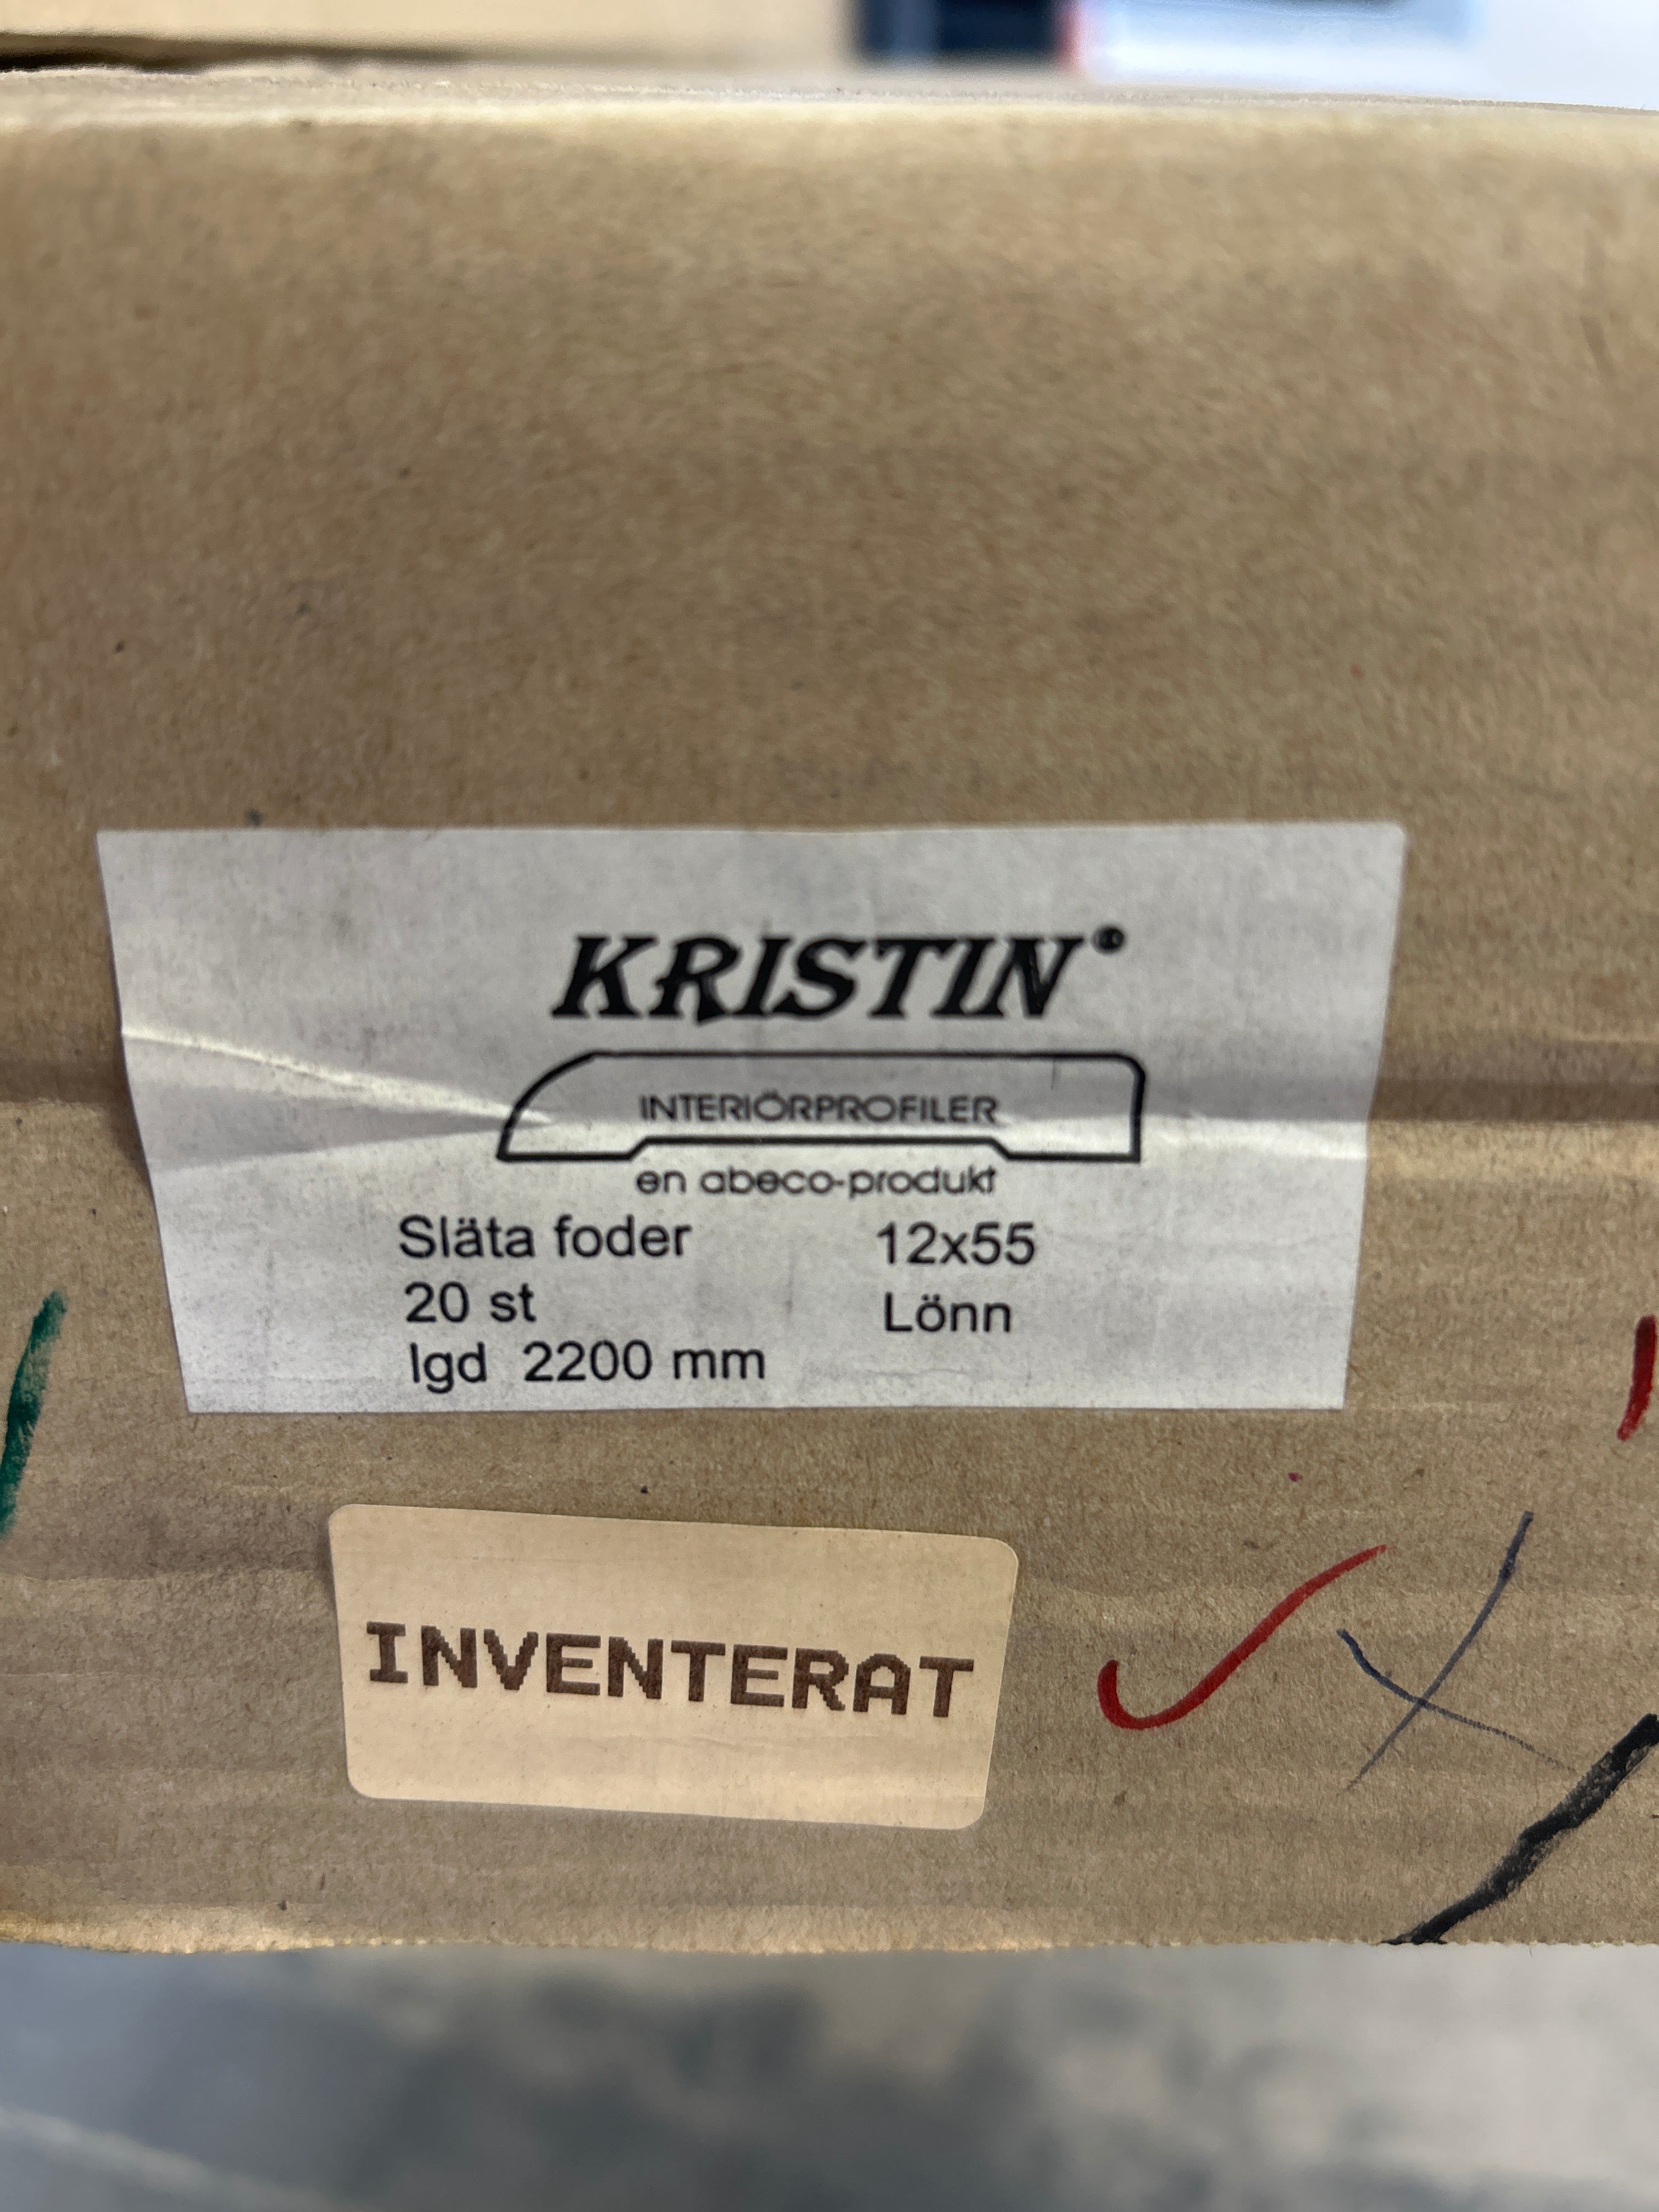 KRISTIN®
INTERIÖRPROFILER
en abeco-produkt
Släta foder 12x55
20 st Lönn
lgd 2200 mm
INVENTERAT